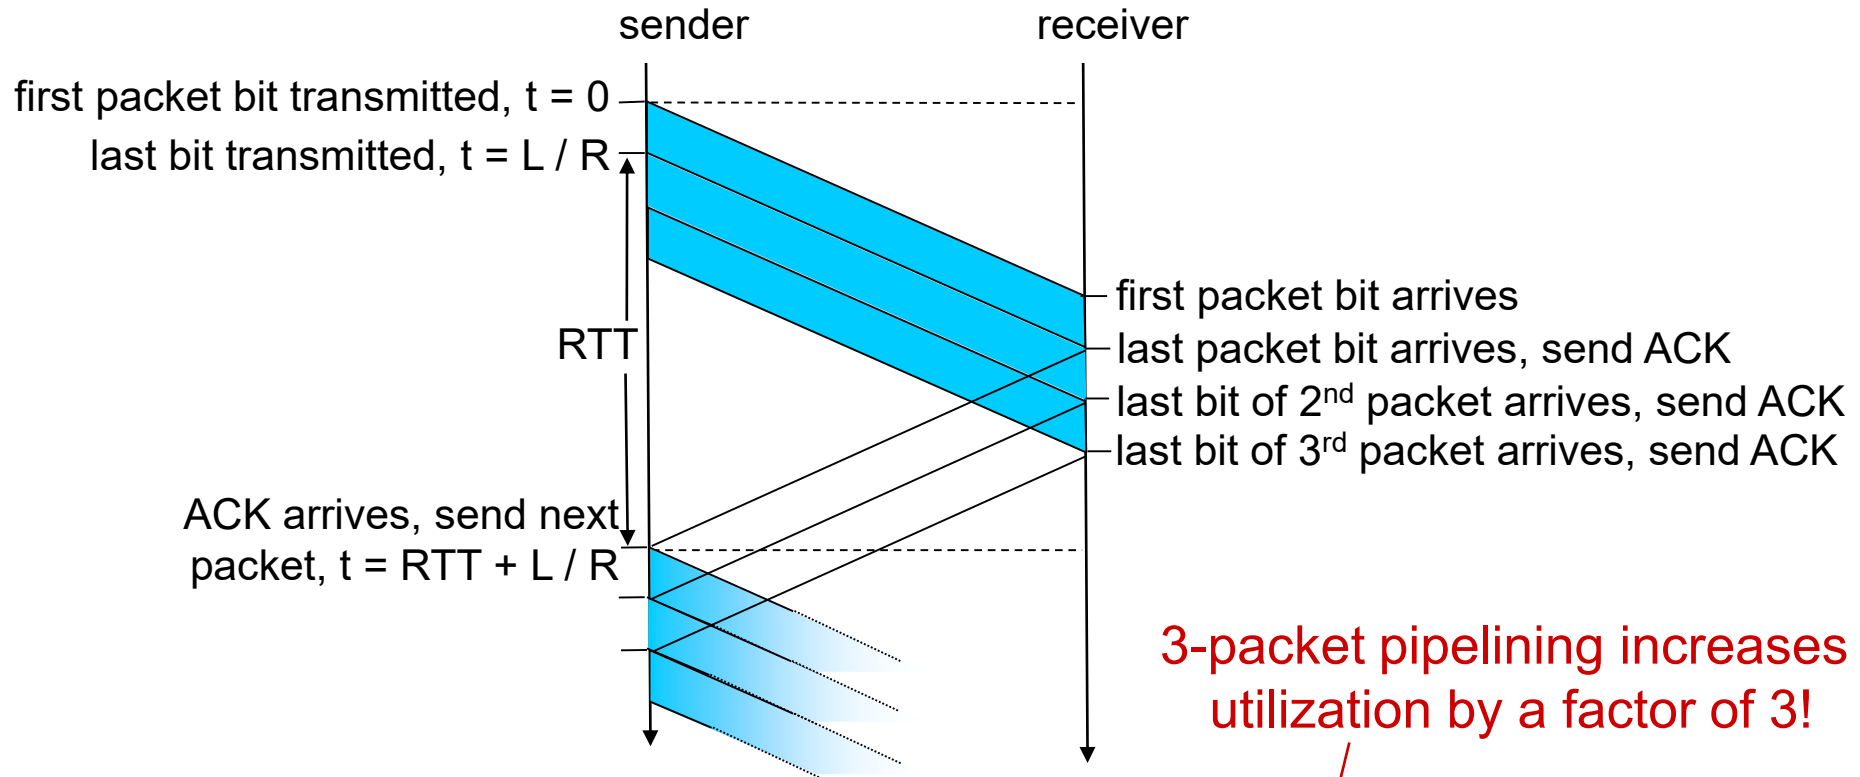 sender
receiver
first packet bit transmitted, t = 0
last bit transmitted, t = L / R
RTT
first packet bit arrives
last packet bit arrives, send ACK
last bit of 2nd packet arrives, send ACK
last bit of 3rd packet arrives, send ACK
ACK arrives, send next
packet, t = RTT + L / R
3-packet pipelining increases
utilization by a factor of 3!